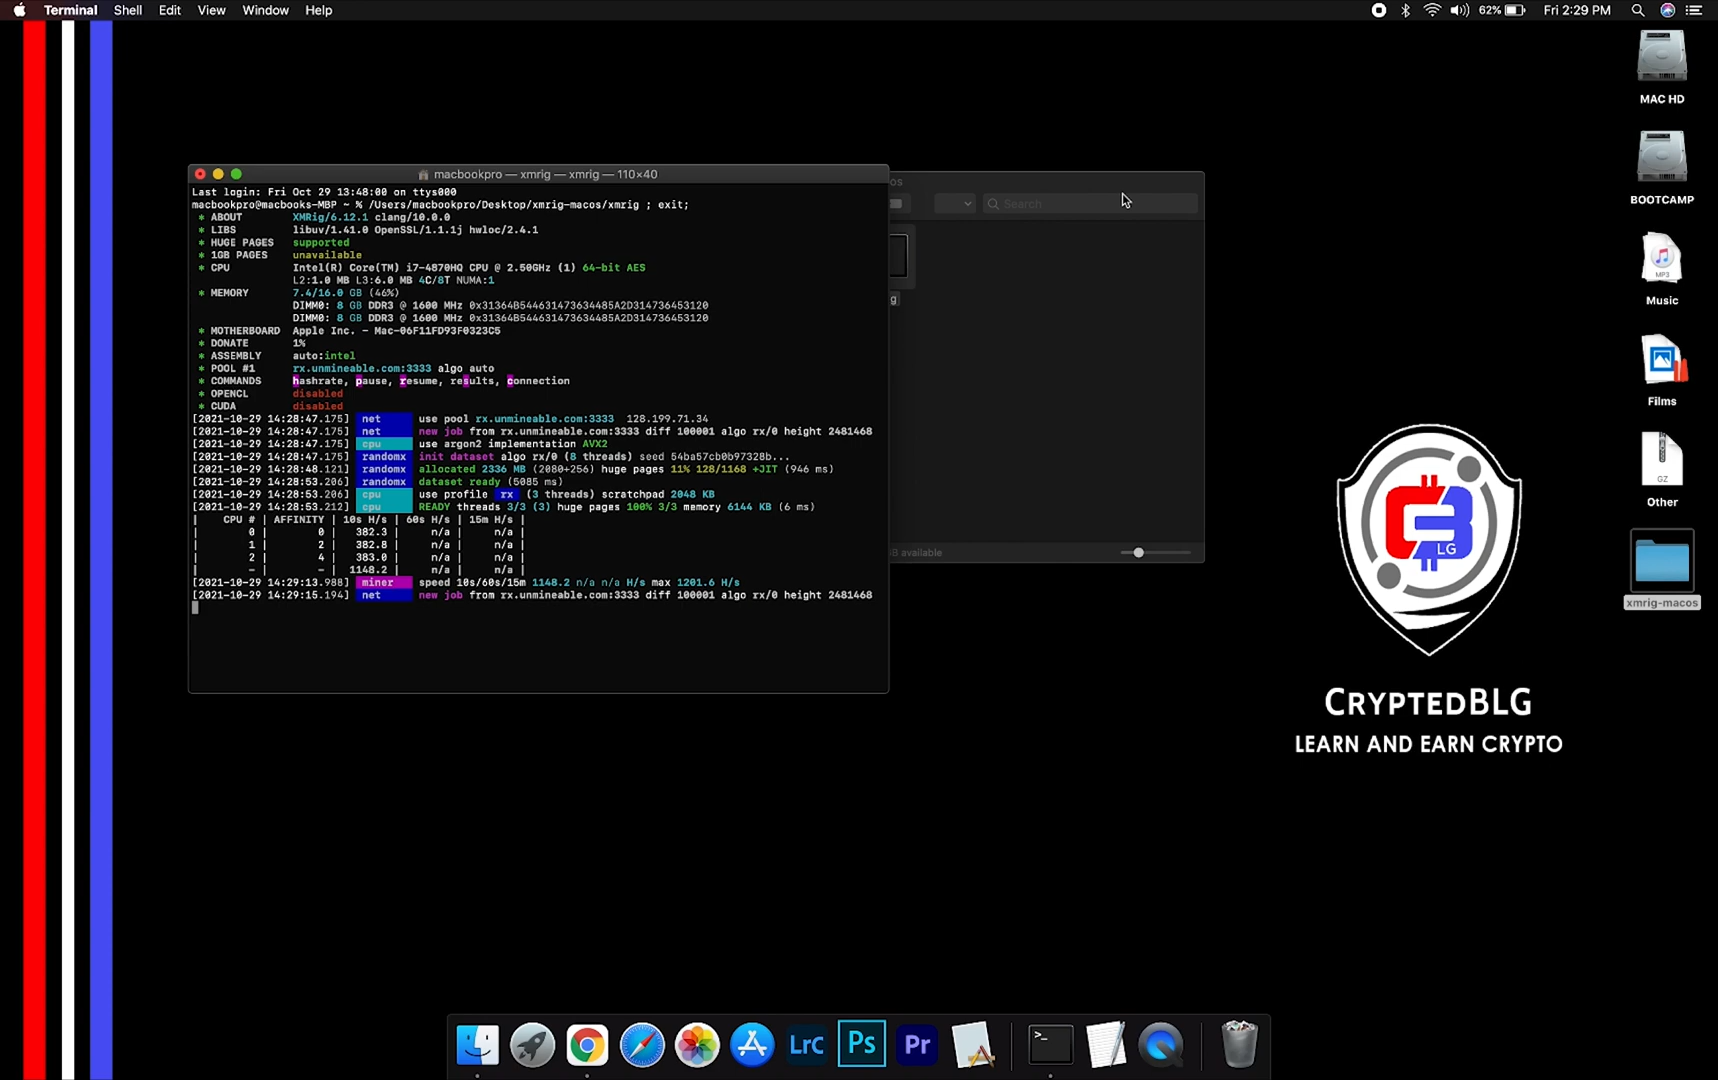 Terminal Shell Edit View Window Help
62% Fri 2:29 PM
macbookpro — xmrig — xmrig — 110×40
Last login: Fri Oct 29 13:48:00 on ttys000
macbookpro@macbooks-MBP ~ % /Users/macbookpro/Desktop/xmrig-macos/xmrig ; exit;
* ABOUT XMRig/6.12.1 clang/10.0.0
* LIBS libuv/1.41.0 OpenSSL/1.1.1j hwloc/2.4.1
* HUGE PAGES supported
* 1GB PAGES unavailable
* CPU Intel(R) Core(TM) i7-4870HQ CPU @ 2.50GHz (1) 64-bit AES
L2:1.0 MB L3:6.0 MB 4C/8T NUMA:1
* MEMORY 7.4/16.0 GB (46%)
DIMM0: 8 GB DDR3 @ 1600 MHz 0x31364B544631473634485A2D314736453120
DIMM0: 8 GB DDR3 @ 1600 MHz 0x31364B544631473634485A2D314736453120
* MOTHERBOARD Apple Inc. - Mac-06F11FD93F0323C5
* DONATE 1%
* ASSEMBLY auto:intel
* POOL #1 rx.unmineable.com:3333 algo auto
* COMMANDS hashrate, pause, resume, results, connection
* OPENCL disabled
* CUDA disabled
[2021-10-29 14:28:47.175] net use pool rx.unmineable.com:3333 128.199.71.34
[2021-10-29 14:28:47.175] net new job from rx.unmineable.com:3333 diff 100001 algo rx/0 height 2481468
[2021-10-29 14:28:47.175] cpu use argon2 implementation AVX2
[2021-10-29 14:28:47.175] randomx init dataset algo rx/0 (8 threads) seed 54ba57cb0b97328b...
[2021-10-29 14:28:48.121] randomx allocated 2336 MB (2080+256) huge pages 11% 128/1168 +JIT (946 ms)
[2021-10-29 14:28:53.206] randomx dataset ready (5085 ms)
[2021-10-29 14:28:53.206] cpu use profile rx (3 threads) scratchpad 2048 KB
[2021-10-29 14:28:53.212] cpu READY threads 3/3 (3) huge pages 100% 3/3 memory 6144 KB (6 ms)
| CPU # | AFFINITY | 10s H/s | 60s H/s | 15m H/s |
| 0 | 0 | 382.3 | n/a | n/a |
| 1 | 2 | 382.8 | n/a | n/a |
| 2 | 4 | 383.0 | n/a | n/a |
| - | - | 1148.2 | n/a | n/a |
[2021-10-29 14:29:13.988] miner speed 10s/60s/15m 1148.2 n/a n/a H/s max 1201.6 H/s
[2021-10-29 14:29:15.194] net new job from rx.unmineable.com:3333 diff 100001 algo rx/0 height 2481468
os
Search
g
B available
MAC HD
BOOTCAMP
MP3
Music
Films
GZ
Other
xmrig-macos
LG
CRYPTEDBLG
LEARN AND EARN CRYPTO
LrC
Ps
Pr
>_